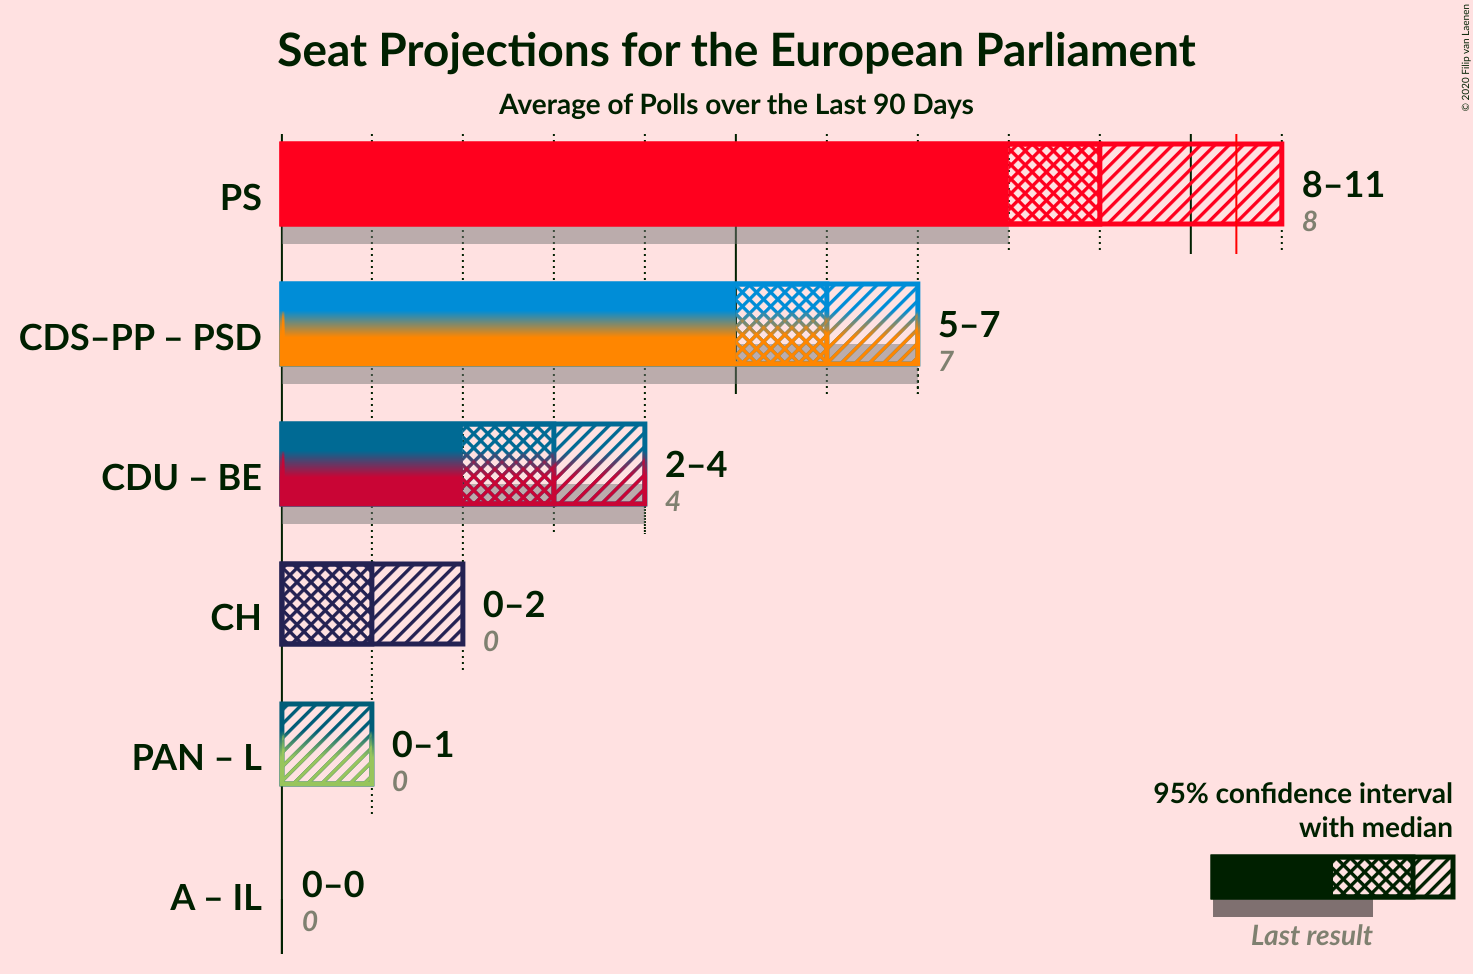 Seat Projections for the European Parliament
Average of Polls over the Last 90 Days
© 2020 Filip van Laenen
PS
8–11
8
CDS–PP – PSD
5–7
7
CDU – BE
2–4
4
CH
0–2
0
PAN – L
0–1
0
A – IL
0–0
0
95% confidence interval
with median
Last result